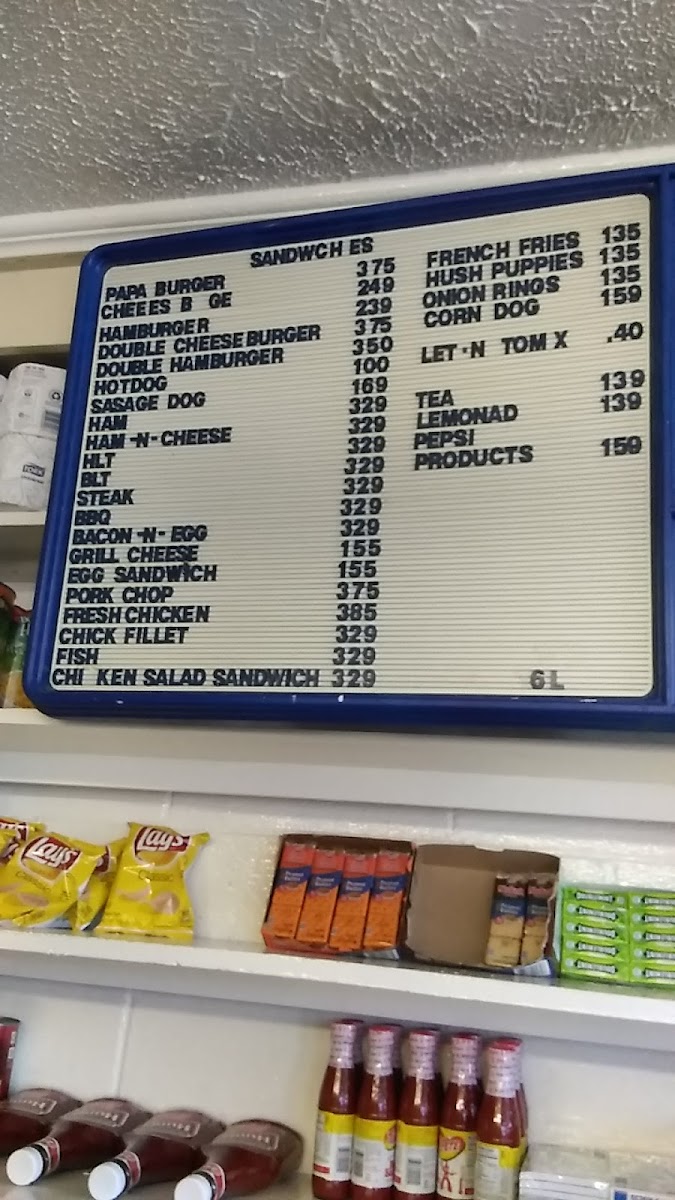 SANDWCH ES
PAPA BURGER 375
CHEEES B GE 249
HAMBURGER 239
DOUBLE CHEESE BURGER 375
DOUBLE HAMBURGER 350
HOTDOG 100
SASAGE DOG 169
HAM 329
HAM -N- CHEESE 329
HLT 329
BLT 329
STEAK 329
BBQ 329
BACON -N- EGG 329
GRILL CHEESE 155
EGG SANDWICH 155
PORK CHOP 375
FRESH CHICKEN 385
CHICK FILLET 329
FISH 329
CHI KEN SALAD SANDWICH 329
FRENCH FRIES 135
HUSH PUPPIES 135
ONION RINGS 135
CORN DOG 159
LET·N TOM X .40
TEA 139
LEMONAD 139
PEPSI
PRODUCTS 159
6L
Lay's
Classic
Lay's
Classic